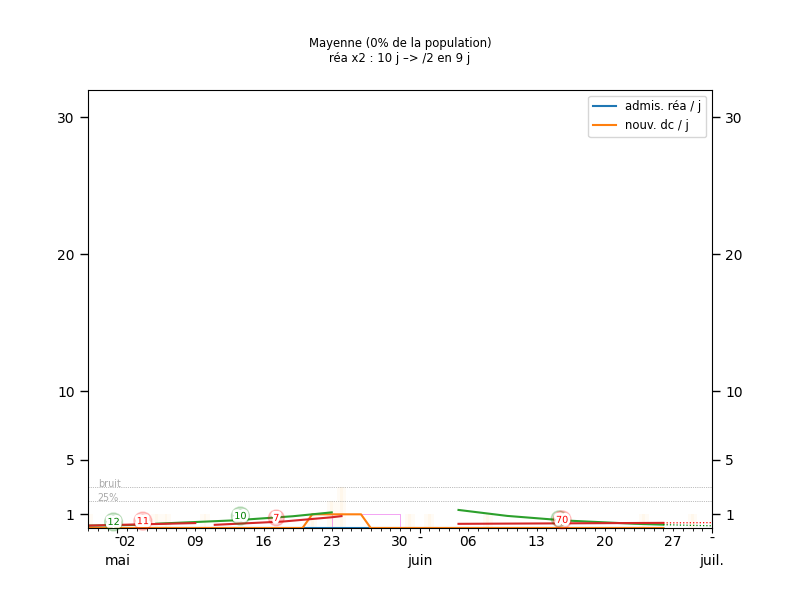 Mayenne (0% de la population)
réa x2 : 10 j –> /2 en 9 j
admis. réa / j
nouv. dc / j
30 30
20 20
10 10
5 5
bruit
25%
1 1
12 11 10 7 70
02 09 16 23 30 06 13 20 27
mai juin juil.